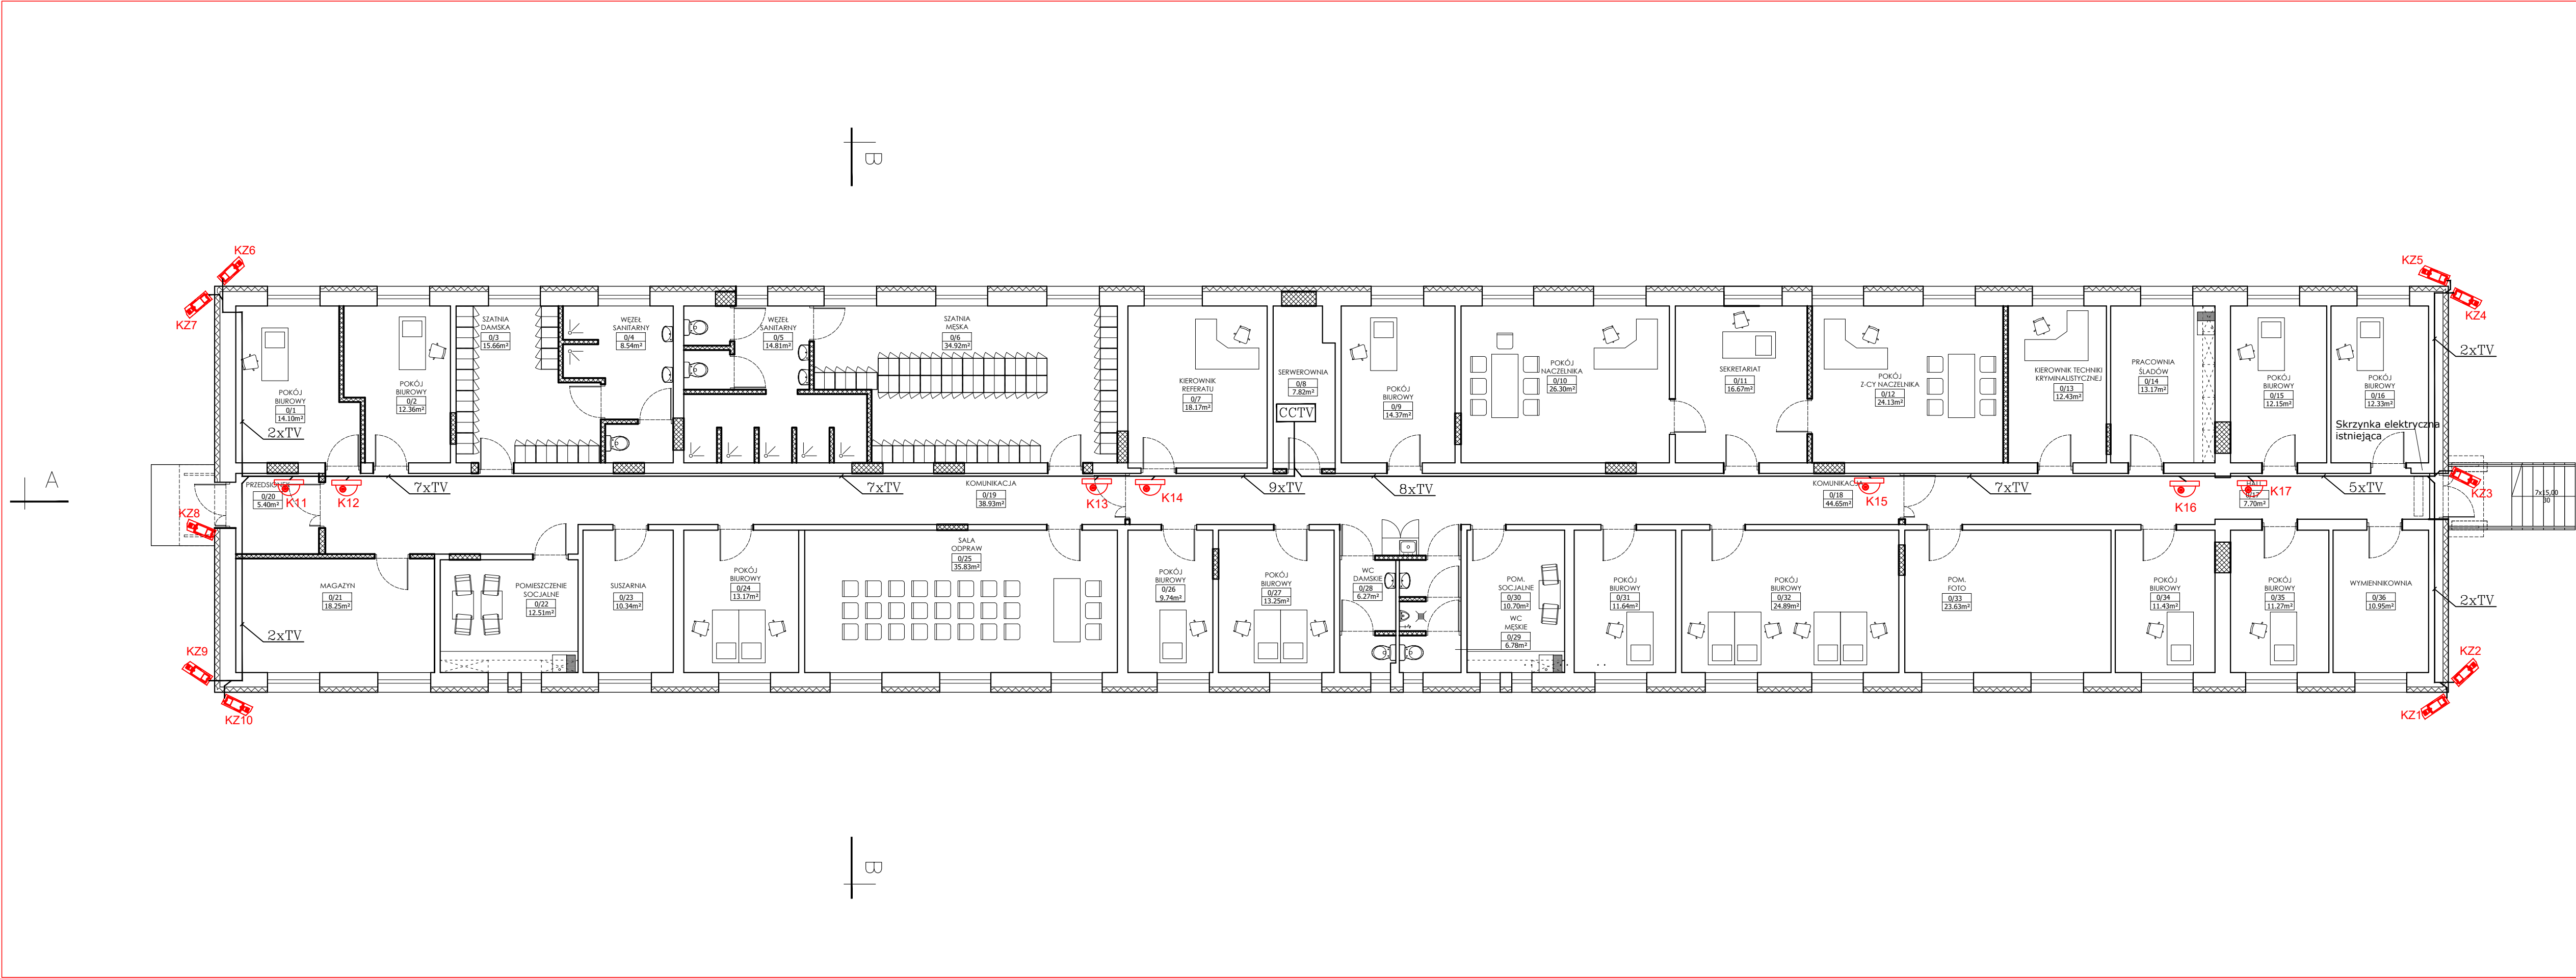 B
KZ6
KZ5
KZ7
KZ4
A
POKÓJ
BIUROWY
0/1
14.10m²
2xTV
POKÓJ
BIUROWY
0/2
12.36m²
SZATNIA
DAMSKA
0/3
15.66m²
WĘZEŁ
SANITARNY
0/4
8.54m²
WĘZEŁ
SANITARNY
0/5
14.81m²
SZATNIA
MĘSKA
0/6
34.92m²
KIEROWNIK
REFERATU
0/7
18.17m²
SERWEROWNIA
0/8
7.82m²
CCTV
POKÓJ
BIUROWY
0/9
14.37m²
POKÓJ
NACZELNIKA
0/10
26.30m²
SEKRETARIAT
0/11
16.67m²
POKÓJ
Z-CY NACZELNIKA
0/12
24.13m²
KIEROWNIK TECHNIKI
KRYMINALISTYCZNEJ
0/13
12.43m²
PRACOWNIA
ŚLADÓW
0/14
13.17m²
POKÓJ
BIUROWY
0/15
12.15m²
POKÓJ
BIUROWY
0/16
12.33m²
2xTV
Skrzynka elektryczna
istniejąca
0/20
5.40m²
K11
K12
7xTV
7xTV
KOMUNIKACJA
0/19
38.93m²
K13
K14
9xTV
8xTV
KOMUNIKACJA
0/18
44.65m²
K15
7xTV
K16
0/17
7.70m²
K17
5xTV
KZ3
7x15,00
30
KZ8
MAGAZYN
0/21
18.25m²
2xTV
POMIESZCZENIE
SOCJALNE
0/22
12.51m²
SUSZARNIA
0/23
10.34m²
POKÓJ
BIUROWY
0/24
13.17m²
SALA
ODPRAW
0/25
35.83m²
POKÓJ
BIUROWY
0/26
9.74m²
POKÓJ
BIUROWY
0/27
13.25m²
WC
DAMSKIE
0/28
6.27m²
POM.
SOCJALNE
0/30
10.70m²
WC
MĘSKIE
0/29
6.78m²
POKÓJ
BIUROWY
0/31
11.64m²
POKÓJ
BIUROWY
0/32
24.89m²
POM.
FOTO
0/33
23.63m²
POKÓJ
BIUROWY
0/34
11.43m²
POKÓJ
BIUROWY
0/35
11.27m²
WYMIENNIKOWNIA
0/36
10.95m²
2xTV
KZ9
KZ2
KZ10
KZ1
B